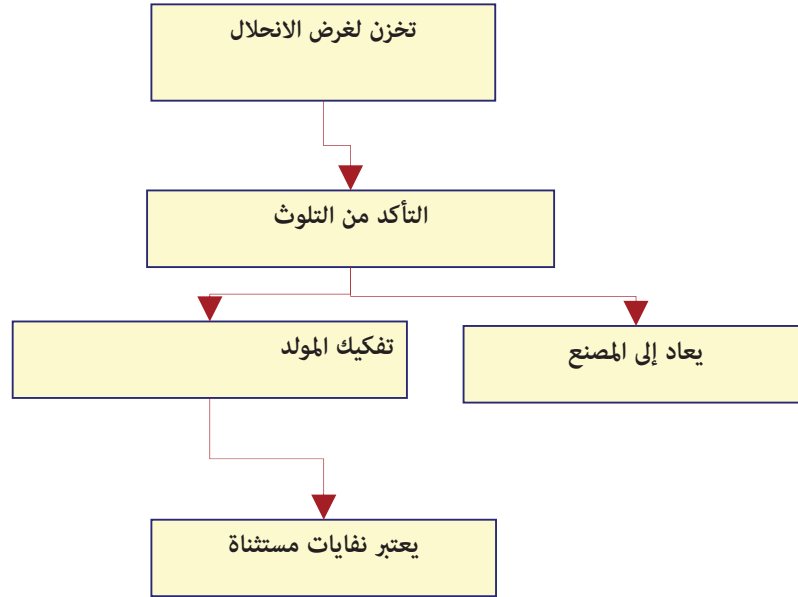 تخزن لغرض الانحلال
التأكد من التلوث
يعاد إلى المصنع
تفكيك المولد
يعتبر نفايات مستثناة